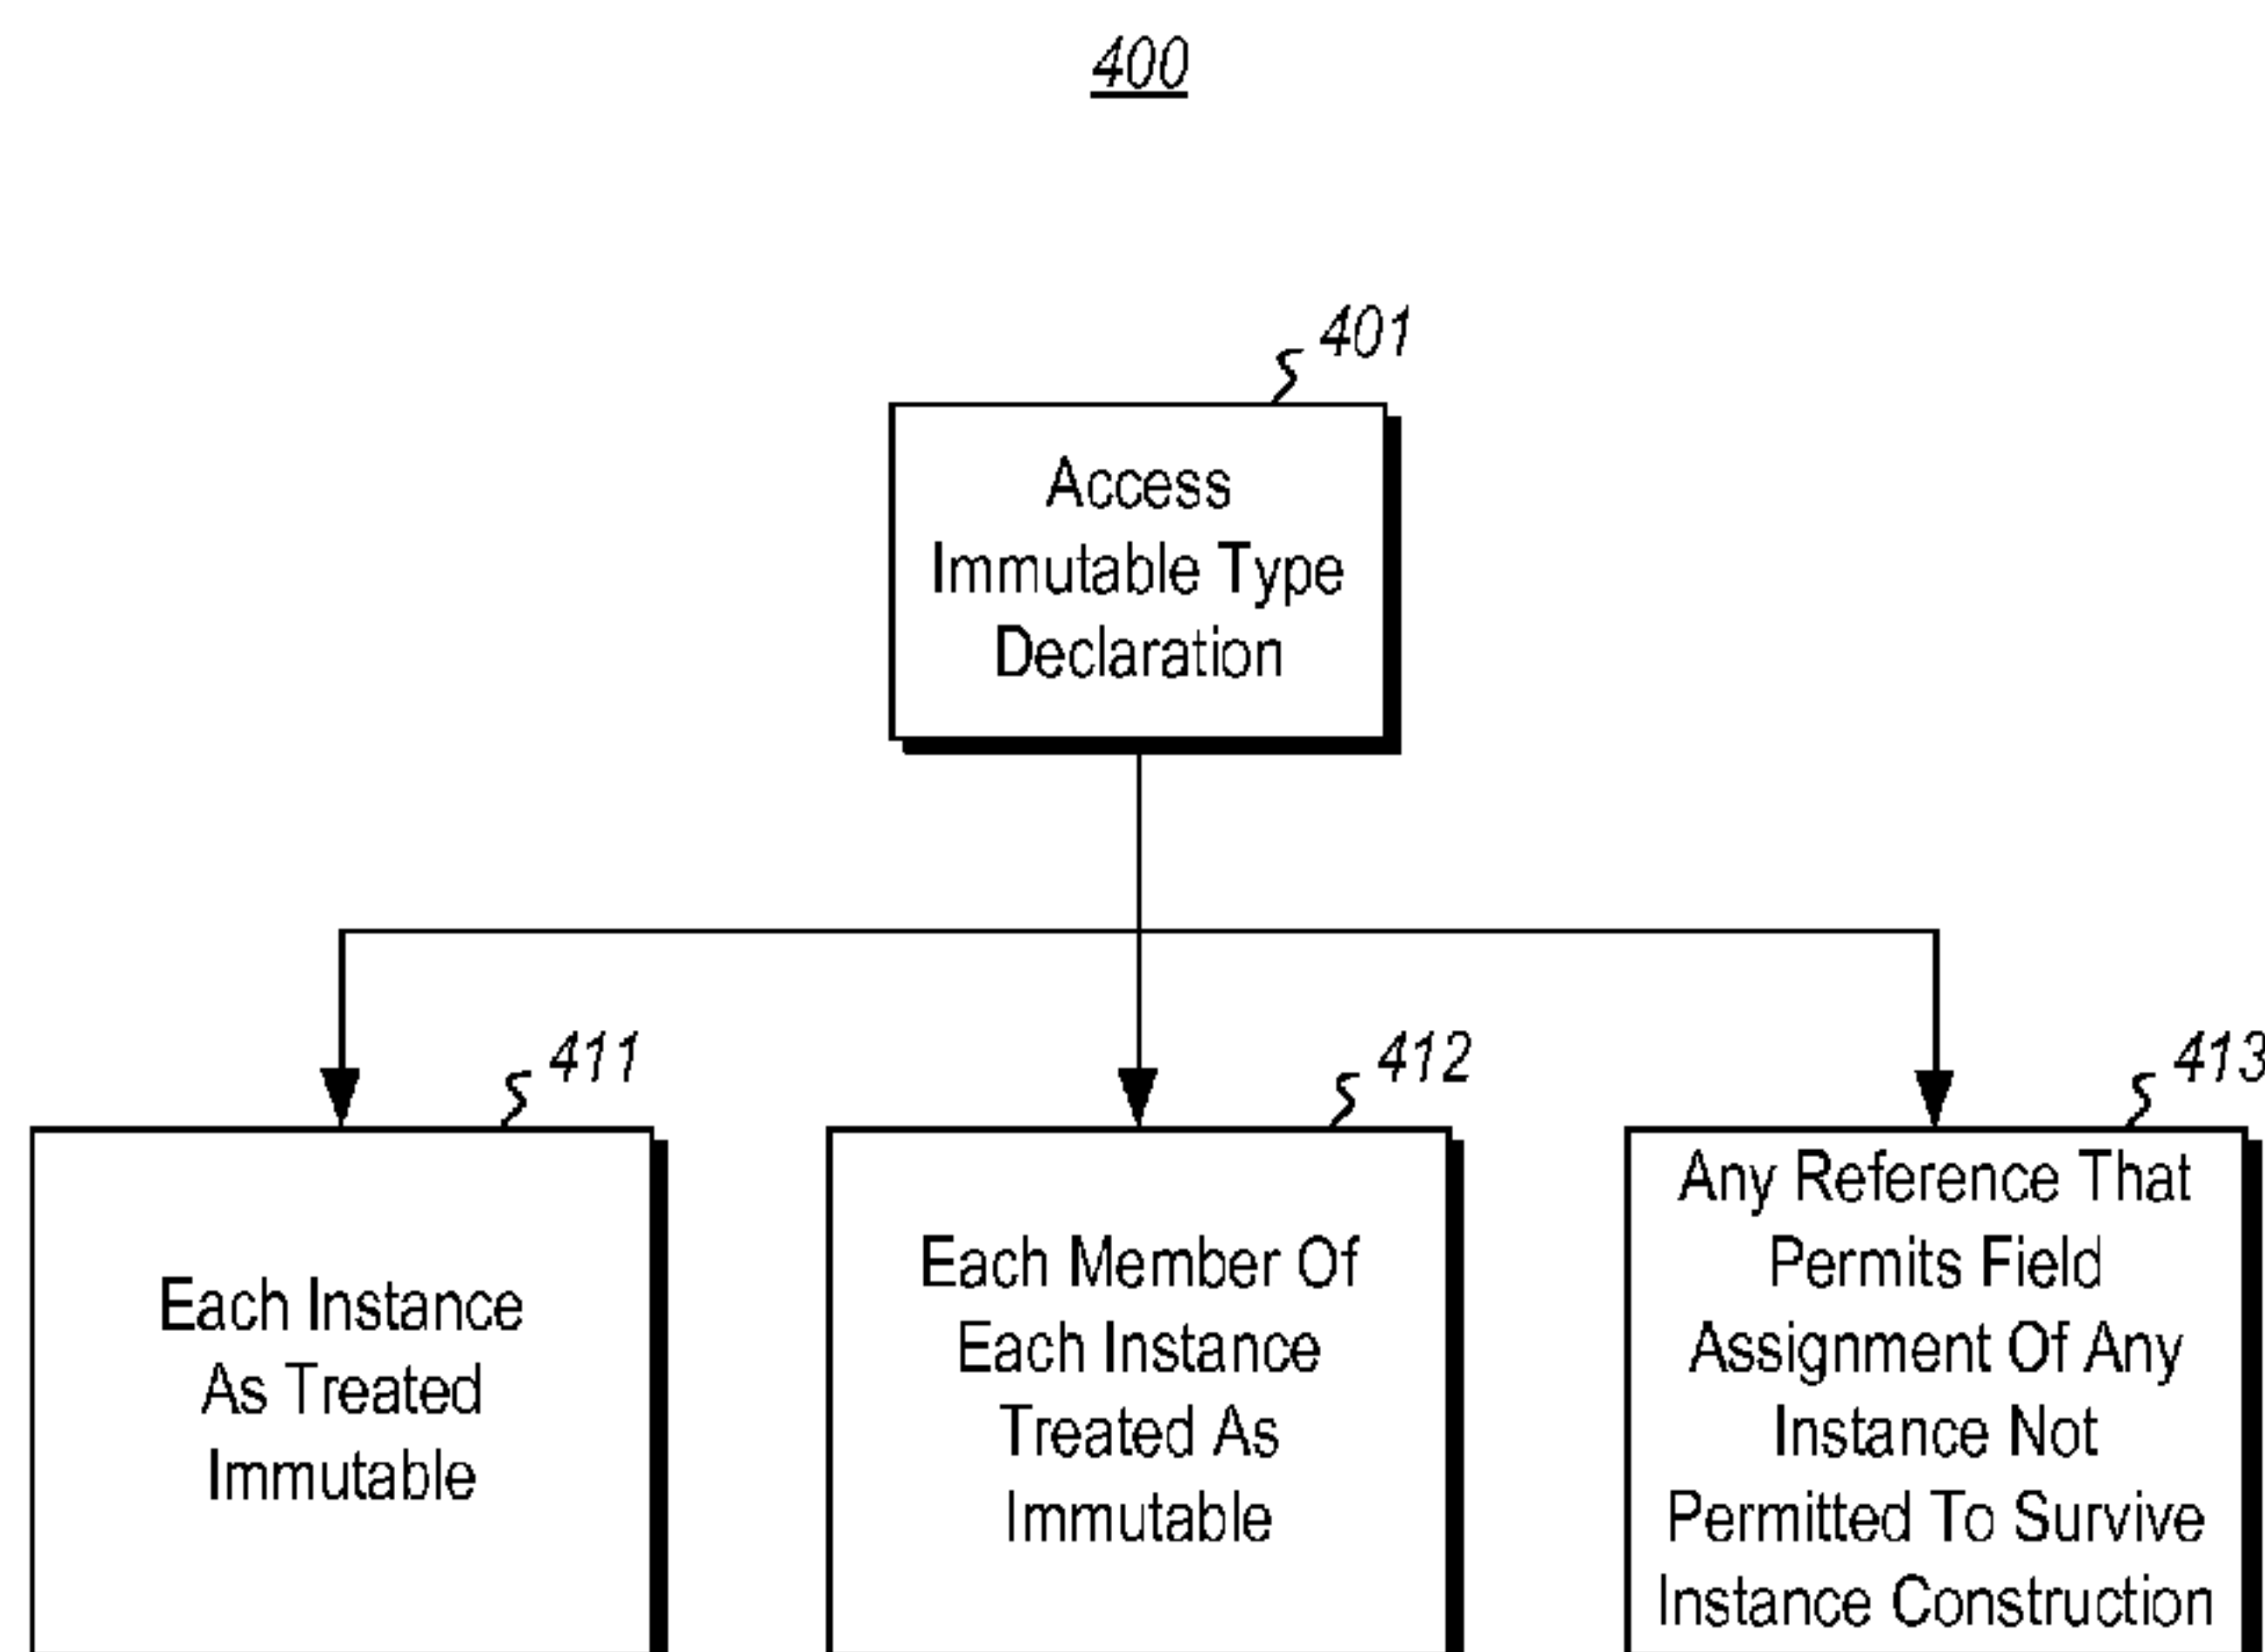 400
401
Access
Immutable Type
Declaration
411
Each Instance
As Treated
Immutable
412
Each Member Of
Each Instance
Treated As
Immutable
413
Any Reference That
Permits Field
Assignment Of Any
Instance Not
Permitted To Survive
Instance Construction